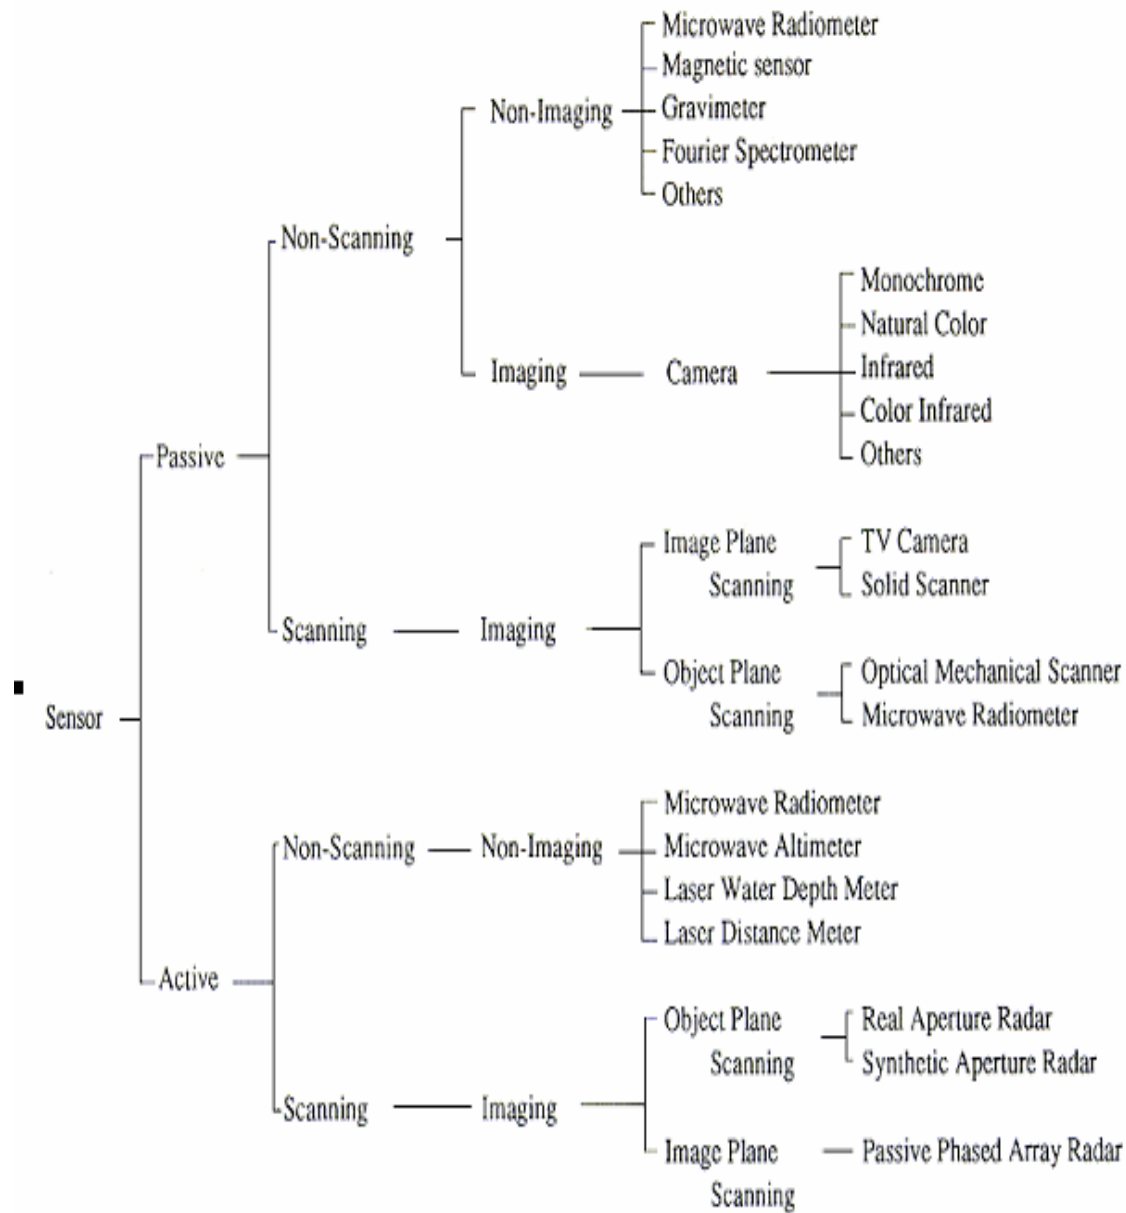 Microwave Radiometer
Magnetic sensor
Non-Imaging
Gravimeter
Fourier Spectrometer
Others
Non-Scanning
Monochrome
Natural Color
Imaging
Camera
Infrared
Color Infrared
Others
Passive
Image Plane
Scanning
TV Camera
Solid Scanner
Scanning
Imaging
Object Plane
Scanning
Optical Mechanical Scanner
Microwave Radiometer
Sensor
Microwave Radiometer
Non-Scanning
Non-Imaging
Microwave Altimeter
Laser Water Depth Meter
Laser Distance Meter
Active
Object Plane
Scanning
Real Aperture Radar
Synthetic Aperture Radar
Scanning
Imaging
Image Plane
Scanning
Passive Phased Array Radar